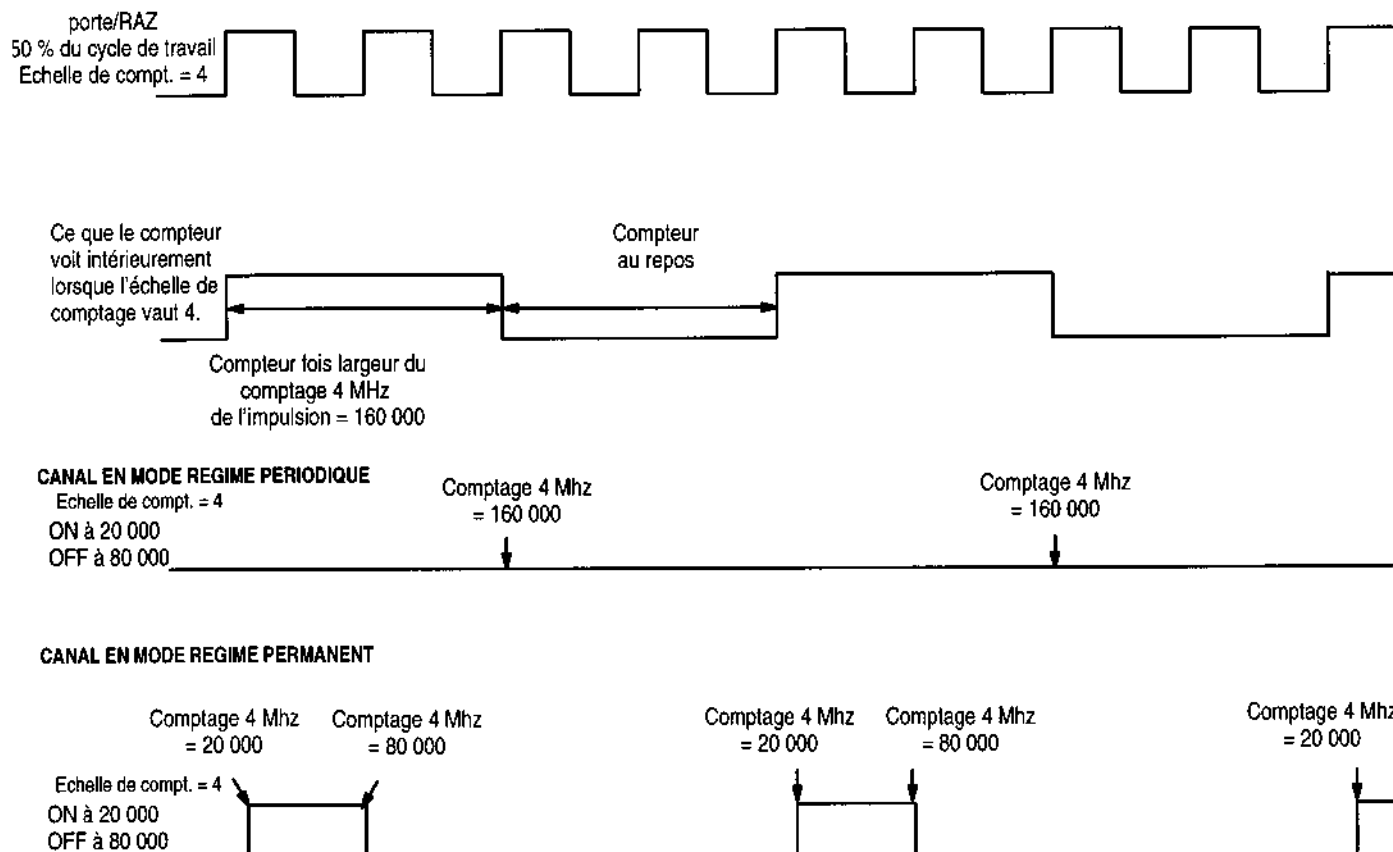 porte/RAZ
50 % du cycle de travail
Echelle de compt. = 4
Ce que le compteur
voit intérieurement
lorsque l'échelle de
comptage vaut 4.
Compteur
au repos
Compteur fois largeur du
comptage 4 MHz
de l'impulsion = 160 000
CANAL EN MODE REGIME PERIODIQUE
Echelle de compt. = 4
ON à 20 000
OFF à 80 000
Comptage 4 Mhz
= 160 000
Comptage 4 Mhz
= 160 000
CANAL EN MODE REGIME PERMANENT
Comptage 4 Mhz
= 20 000
Comptage 4 Mhz
= 80 000
Comptage 4 Mhz
= 20 000
Comptage 4 Mhz
= 80 000
Comptage 4 Mhz
= 20 000
Echelle de compt. = 4
ON à 20 000
OFF à 80 000